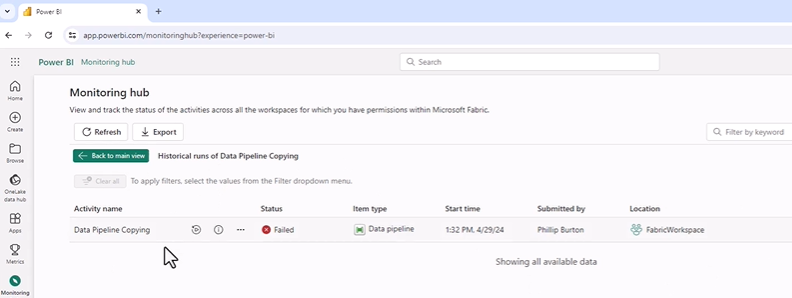 Power BI
app.powerbi.com/monitoringhub?experience=power-bi
Power BI Monitoring hub Search
Home
Create
Browse
OneLake
data hub
Apps
Metrics
Monitoring
Monitoring hub
View and track the status of the activities across all the workspaces for which you have permissions within Microsoft Fabric.
Refresh Export Filter by keyword
Back to main view Historical runs of Data Pipeline Copying
Clear all To apply filters, select the values from the Filter dropdown menu.
Activity name Status Item type Start time Submitted by Location
Data Pipeline Copying Failed Data pipeline 1:32 PM, 4/29/24 Phillip Burton FabricWorkspace
Showing all available data